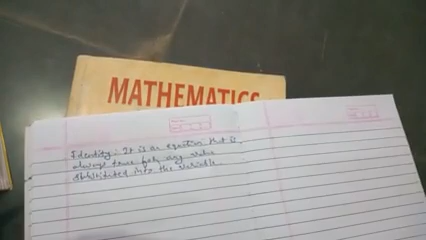 MATHEMATICS
Identity: It is an equation that is
always true for any value
substituted into the variable